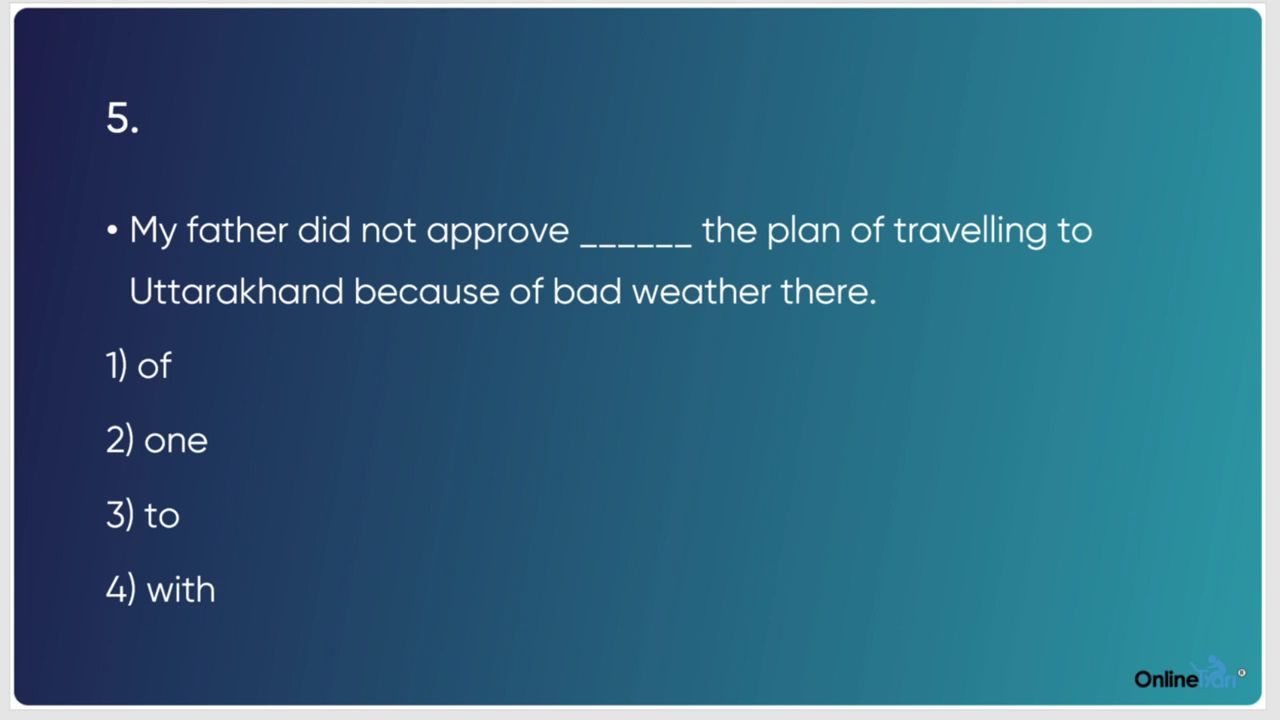 5.
• My father did not approve ______ the plan of travelling to
Uttarakhand because of bad weather there.
1) of
2) one
3) to
4) with
OnlineTyari®